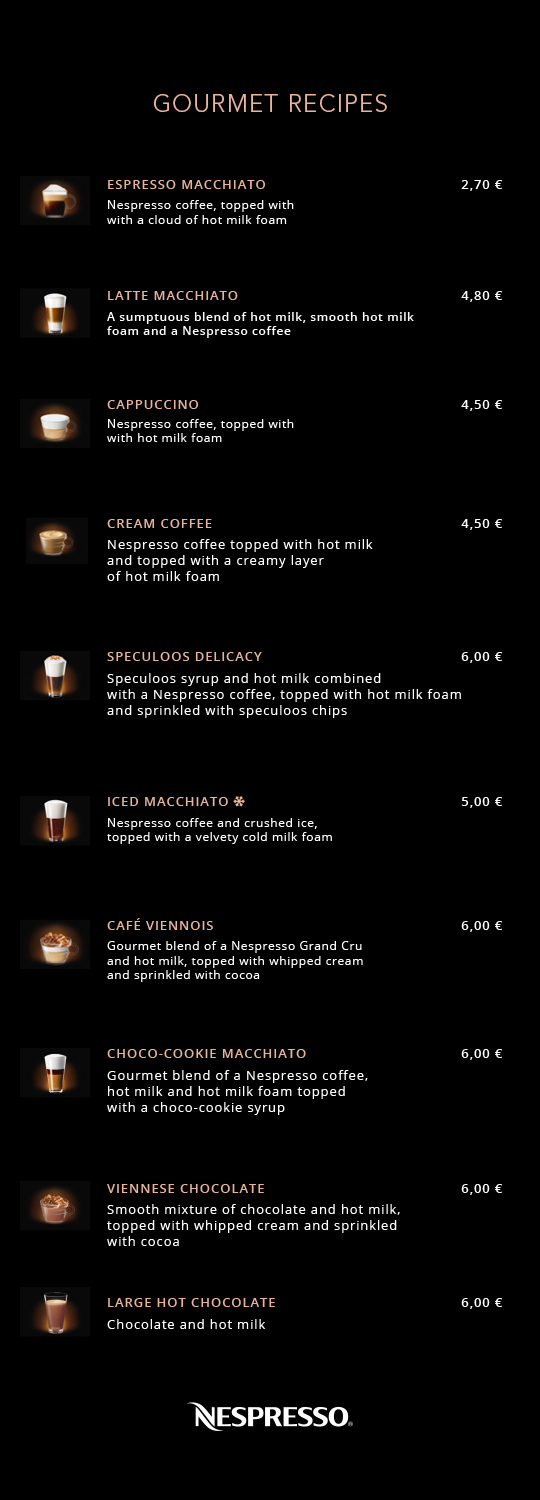 GOURMET RECIPES
ESPRESSO MACCHIATO 2,70 €
Nespresso coffee, topped with
with a cloud of hot milk foam
LATTE MACCHIATO 4,80 €
A sumptuous blend of hot milk, smooth hot milk
foam and a Nespresso coffee
CAPPUCCINO 4,50 €
Nespresso coffee, topped with
with hot milk foam
CREAM COFFEE 4,50 €
Nespresso coffee topped with hot milk
and topped with a creamy layer
of hot milk foam
SPECULOOS DELICACY 6,00 €
Speculoos syrup and hot milk combined
with a Nespresso coffee, topped with hot milk foam
and sprinkled with speculoos chips
ICED MACCHIATO ❄ 5,00 €
Nespresso coffee and crushed ice,
topped with a velvety cold milk foam
CAFÉ VIENNOIS 6,00 €
Gourmet blend of a Nespresso Grand Cru
and hot milk, topped with whipped cream
and sprinkled with cocoa
CHOCO-COOKIE MACCHIATO 6,00 €
Gourmet blend of a Nespresso coffee,
hot milk and hot milk foam topped
with a choco-cookie syrup
VIENNESE CHOCOLATE 6,00 €
Smooth mixture of chocolate and hot milk,
topped with whipped cream and sprinkled
with cocoa
LARGE HOT CHOCOLATE 6,00 €
Chocolate and hot milk
NESPRESSO®